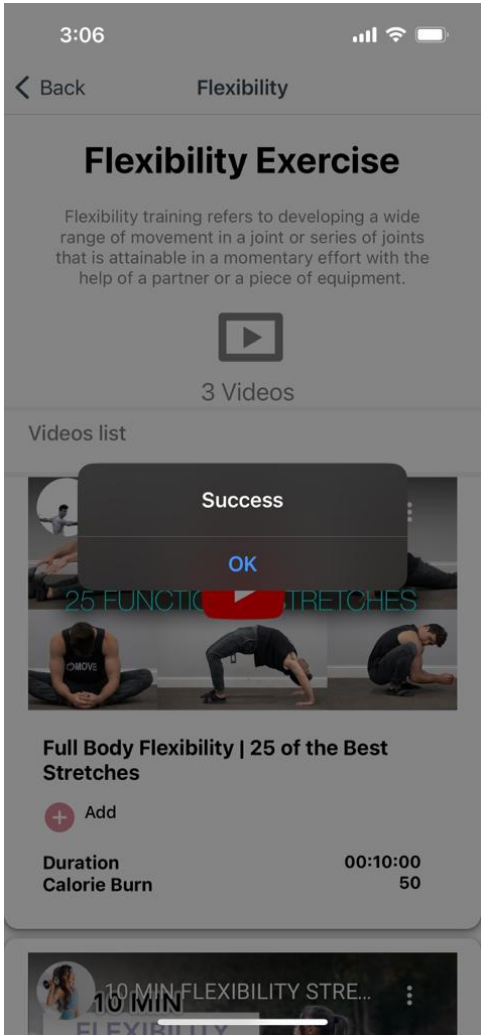 3:06
Back
Flexibility
Flexibility Exercise
Flexibility training refers to developing a wide
range of movement in a joint or series of joints
that is attainable in a momentary effort with the
help of a partner or a piece of equipment.
3 Videos
Videos list
Success
OK
25 STRETCHES
MOVE
Full Body Flexibility | 25 of the Best
Stretches
Add
Duration 00:10:00
Calorie Burn 50
10 MIN FLEXIBILITY STRE...
10 MIN
FLEXIBILITY